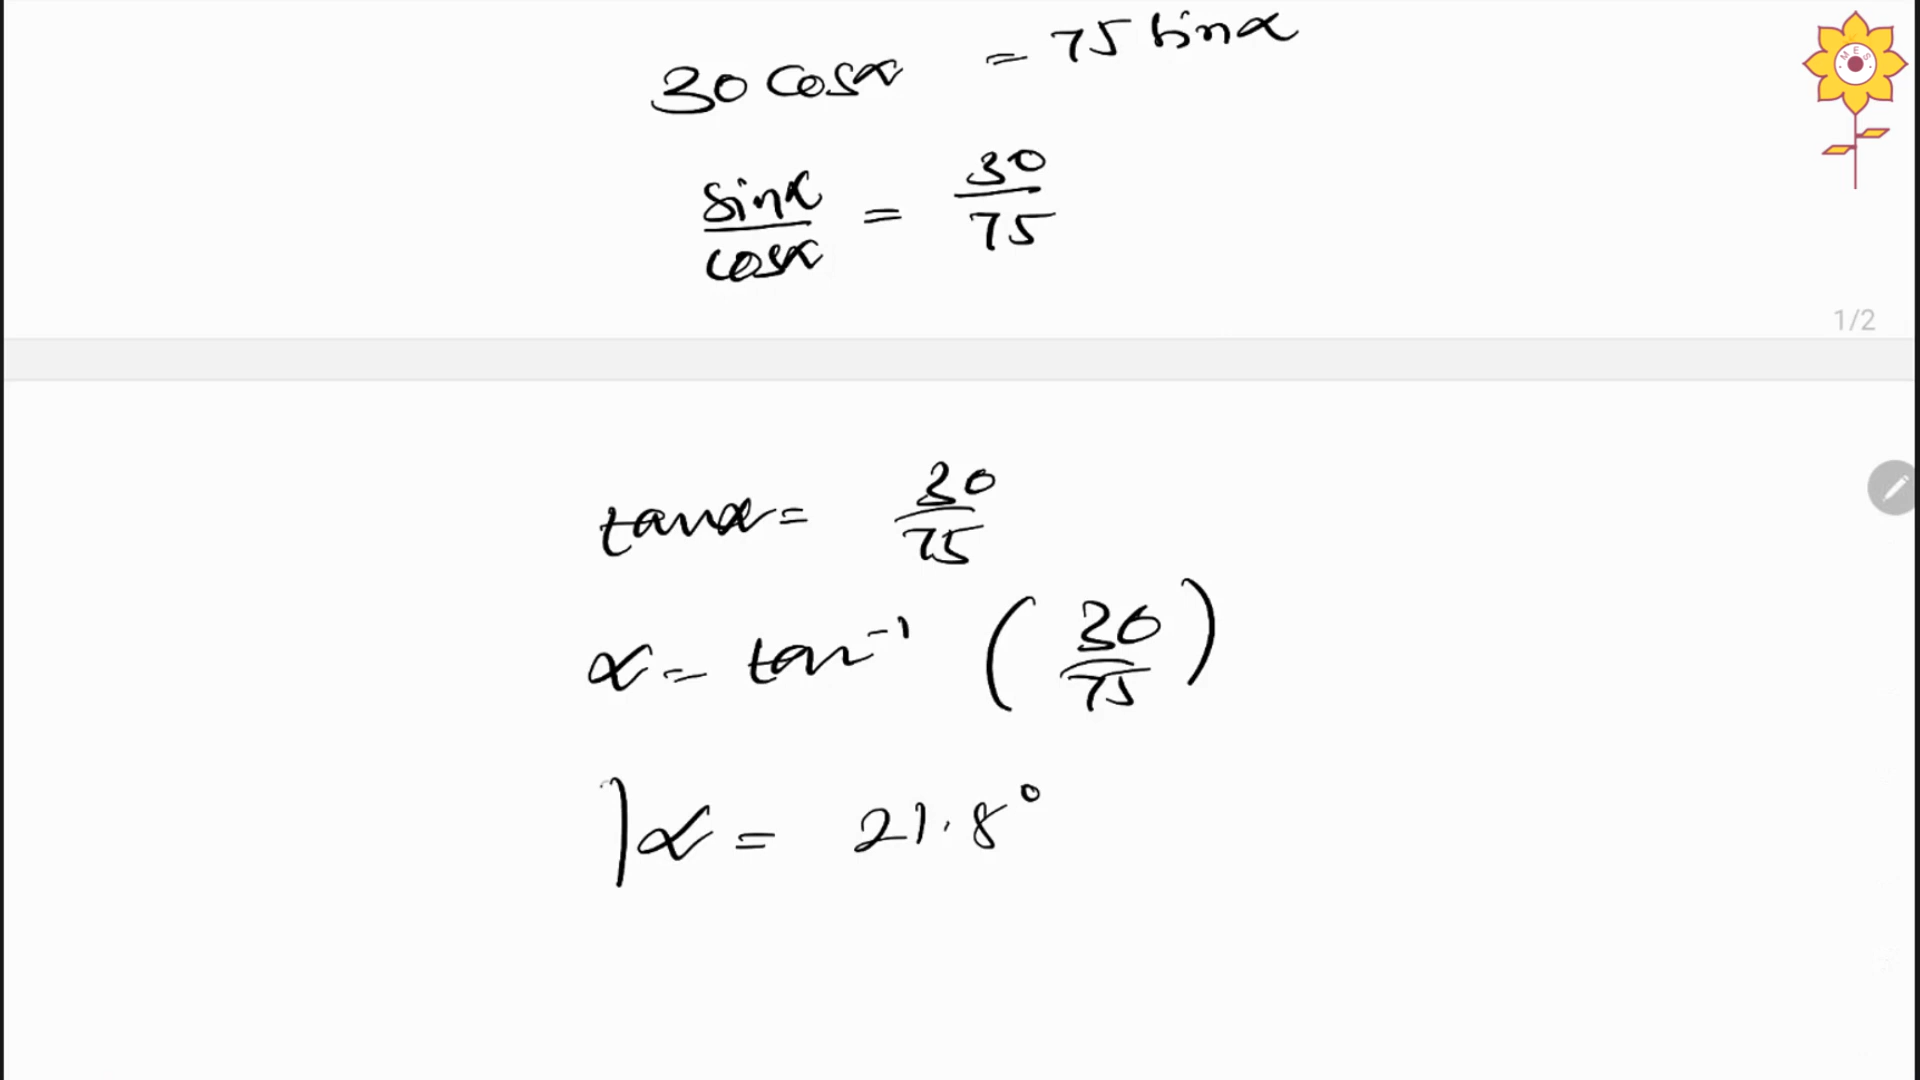 30 cosα = 75 sinα
sinα/cosα = 30/75
1/2
tanα = 30/75
α = tan⁻¹ (30/75)
α = 21.8°
MES